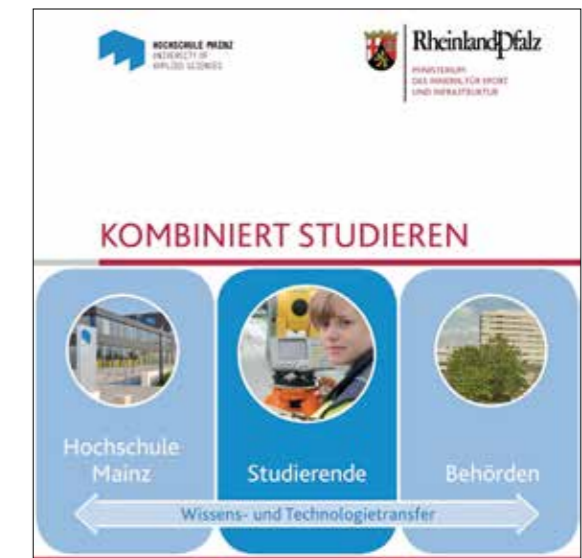 HOCHSCHULE MAINZ
UNIVERSITY OF
APPLIED SCIENCES
RheinlandPfalz
MINISTERIUM
DES INNERN, FÜR SPORT
UND INFRASTRUKTUR
KOMBINIERT STUDIEREN
Hochschule
Mainz
Studierende
Behörden
Wissens- und Technologietransfer